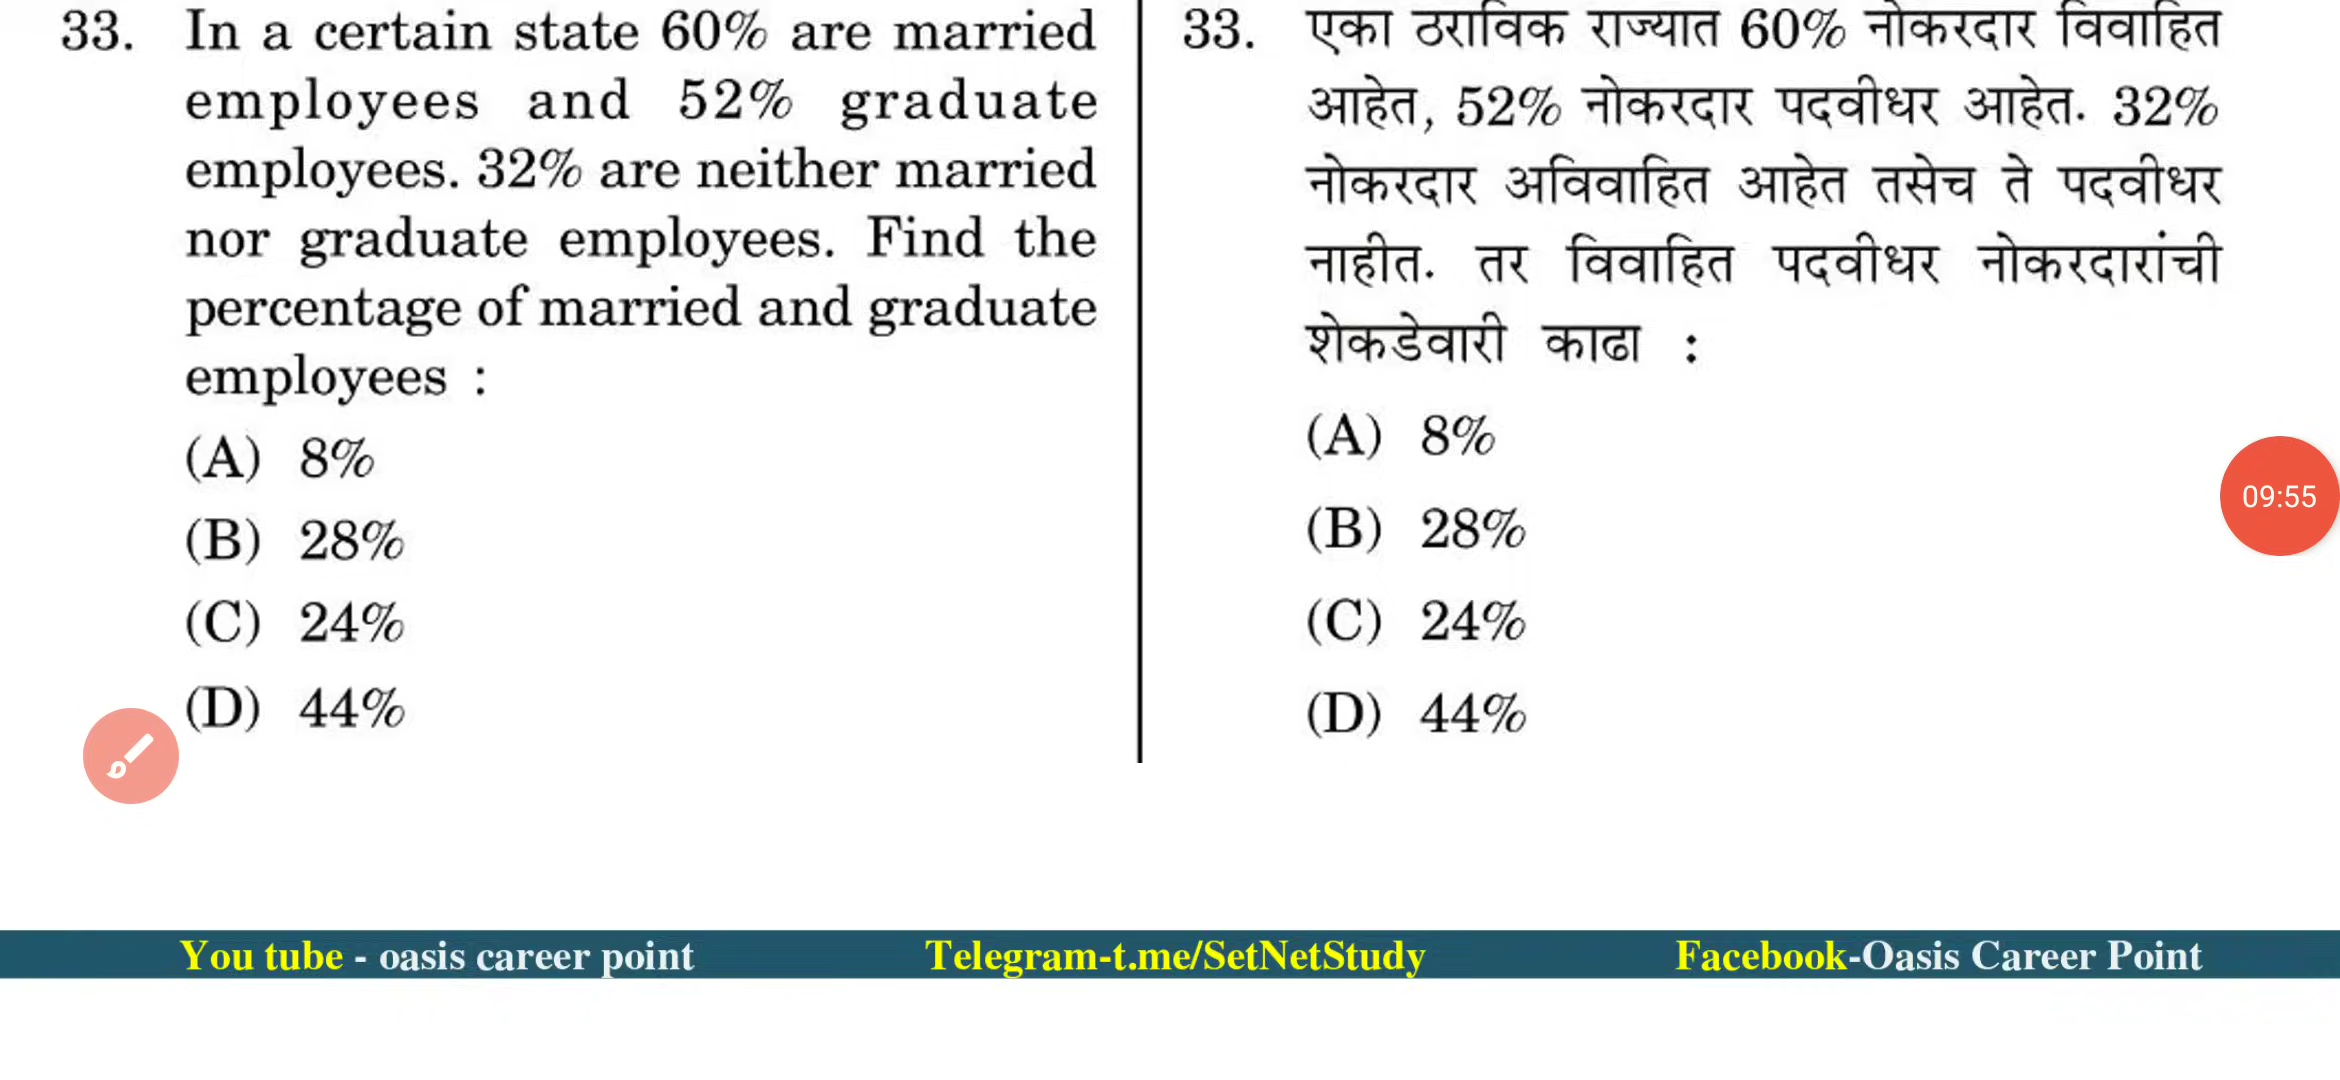 33. In a certain state 60% are married
employees and 52% graduate
employees. 32% are neither married
nor graduate employees. Find the
percentage of married and graduate
employees :
(A) 8%
(B) 28%
(C) 24%
(D) 44%
33. एका ठराविक राज्यात 60% नोकरदार विवाहित
आहेत, 52% नोकरदार पदवीधर आहेत. 32%
नोकरदार अविवाहित आहेत तसेच ते पदवीधर
नाहीत. तर विवाहित पदवीधर नोकरदारांची
शेकडेवारी काढा :
(A) 8%
(B) 28%
(C) 24%
(D) 44%
09:55
You tube - oasis career point
Telegram-t.me/SetNetStudy
Facebook-Oasis Career Point